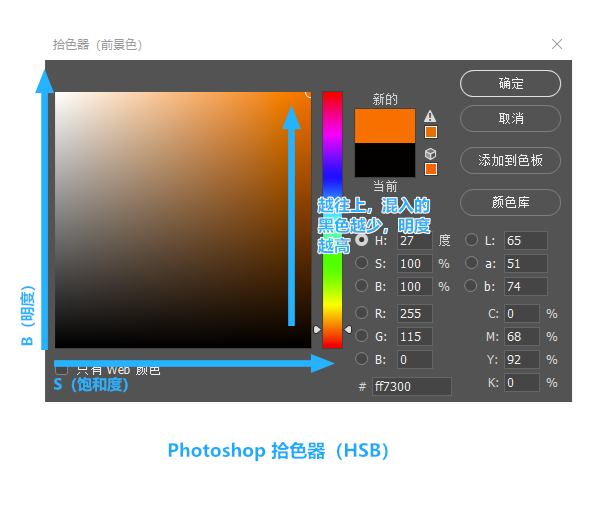 拾色器（前景色）
确定
新的
取消
添加到色板
当前
颜色库
越往上，混入的
黑色越少，明度
越高
H: 27 度
L: 65
S: 100 %
a: 51
B: 100 %
b: 74
R: 255
C: 0 %
G: 115
M: 68 %
B: 0
Y: 92 %
# ff7300
K: 0 %
B（明度）
只有 Web 颜色
S（饱和度）
Photoshop 拾色器（HSB）